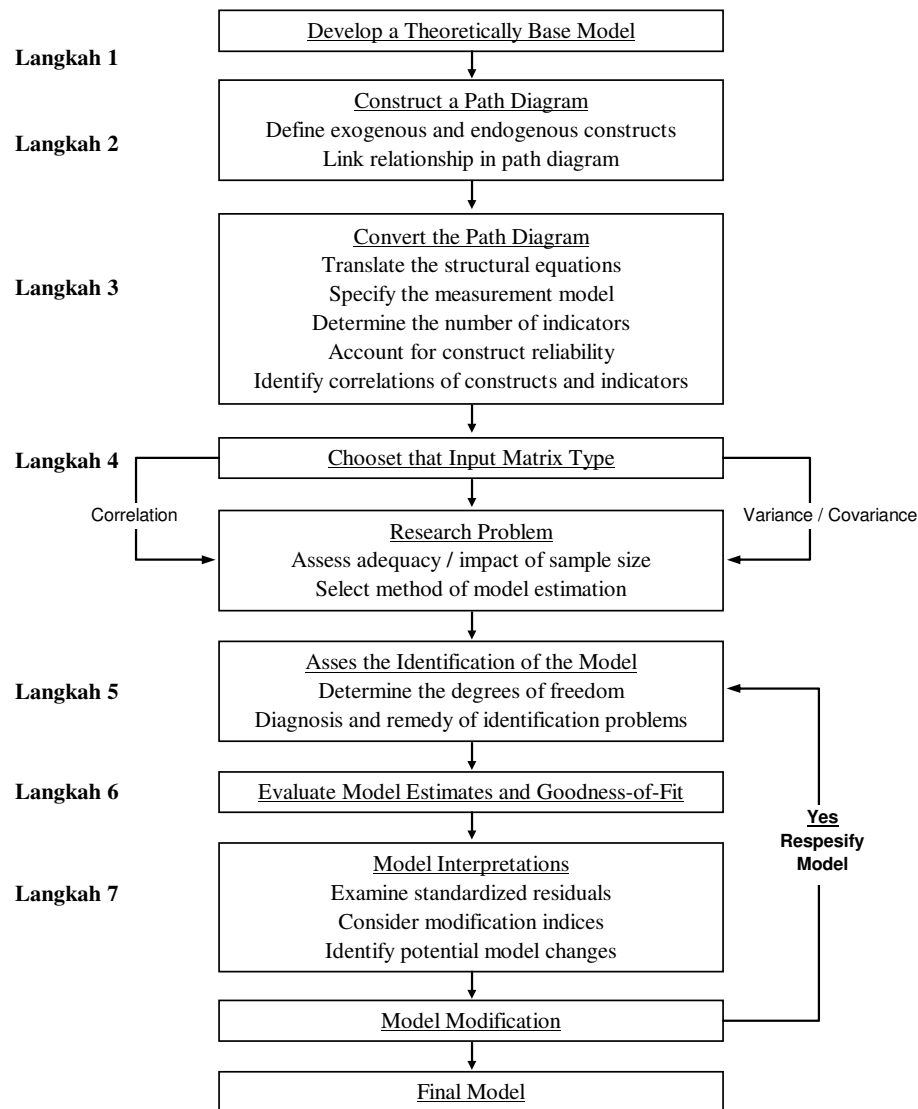 Develop a Theoretically Base Model
Langkah 1
Construct a Path Diagram
Define exogenous and endogenous constructs
Langkah 2
Link relationship in path diagram
Convert the Path Diagram
Translate the structural equations
Langkah 3
Specify the measurement model
Determine the number of indicators
Account for construct reliability
Identify correlations of constructs and indicators
Langkah 4
Chooset that Input Matrix Type
Correlation
Variance / Covariance
Research Problem
Assess adequacy / impact of sample size
Select method of model estimation
Asses the Identification of the Model
Langkah 5
Determine the degrees of freedom
Diagnosis and remedy of identification problems
Langkah 6
Evaluate Model Estimates and Goodness-of-Fit
Yes
Respesify
Model
Model Interpretations
Langkah 7
Examine standardized residuals
Consider modification indices
Identify potential model changes
Model Modification
Final Model